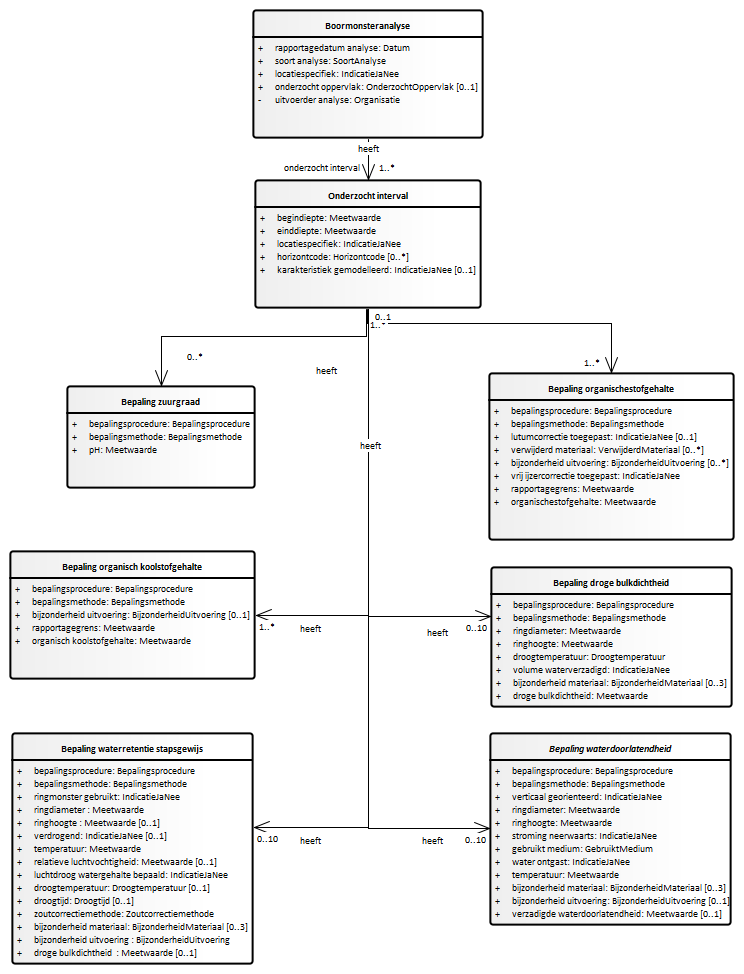 Boormonsteranalyse
+ rapportagedatum analyse: Datum
+ soort analyse: SoortAnalyse
+ locatiespecifiek: IndicatieJaNee
+ onderzocht oppervlak: OnderzochtOppervlak [0..1]
- uitvoerder analyse: Organisatie
heeft
onderzocht interval 1..*
Onderzocht interval
+ begindiepte: Meetwaarde
+ einddiepte: Meetwaarde
+ locatiespecifiek: IndicatieJaNee
+ horizontcode: Horizontcode [0..*]
+ karakteristiek gemodelleerd: IndicatieJaNee [0..1]
0..1
1..*
0..*
heeft
1..*
Bepaling zuurgraad
+ bepalingsprocedure: Bepalingsprocedure
+ bepalingsmethode: Bepalingsmethode
+ pH: Meetwaarde
heeft
Bepaling organischestofgehalte
+ bepalingsprocedure: Bepalingsprocedure
+ bepalingsmethode: Bepalingsmethode
+ lutumcorrectie toegepast: IndicatieJaNee [0..1]
+ verwijderd materiaal: VerwijderdMateriaal [0..*]
+ bijzonderheid uitvoering: BijzonderheidUitvoering [0..*]
+ vrij ijzercorrectie toegepast: IndicatieJaNee
+ rapportagegrens: Meetwaarde
+ organischestofgehalte: Meetwaarde
Bepaling organisch koolstofgehalte
+ bepalingsprocedure: Bepalingsprocedure
+ bepalingsmethode: Bepalingsmethode
+ bijzonderheid uitvoering: BijzonderheidUitvoering [0..1]
+ rapportagegrens: Meetwaarde
+ organisch koolstofgehalte: Meetwaarde
1..* heeft
heeft 0..10
Bepaling droge bulkdichtheid
+ bepalingsprocedure: Bepalingsprocedure
+ bepalingsmethode: Bepalingsmethode
+ ringdiameter: Meetwaarde
+ ringhoogte: Meetwaarde
+ droogtemperatuur: Droogtemperatuur
+ volume waterverzadigd: IndicatieJaNee
+ bijzonderheid materiaal: BijzonderheidMateriaal [0..3]
+ droge bulkdichtheid: Meetwaarde
Bepaling waterretentie stapsgewijs
+ bepalingsprocedure: Bepalingsprocedure
+ bepalingsmethode: Bepalingsmethode
+ ringmonster gebruikt: IndicatieJaNee
+ ringdiameter : Meetwaarde
+ ringhoogte : Meetwaarde [0..1]
+ verdrogend: IndicatieJaNee [0..1]
+ temperatuur: Meetwaarde
+ relatieve luchtvochtigheid: Meetwaarde [0..1]
+ luchtdroog watergehalte bepaald: IndicatieJaNee
+ droogtemperatuur: Droogtemperatuur [0..1]
+ droogtijd: Droogtijd [0..1]
+ zoutcorrectiemethode: Zoutcorrectiemethode
+ bijzonderheid materiaal: BijzonderheidMateriaal [0..3]
+ bijzonderheid uitvoering : BijzonderheidUitvoering
+ droge bulkdichtheid : Meetwaarde [0..1]
0..10 heeft
heeft 0..10
Bepaling waterdoorlatendheid
+ bepalingsprocedure: Bepalingsprocedure
+ bepalingsmethode: Bepalingsmethode
+ verticaal georienteerd: IndicatieJaNee
+ ringdiameter: Meetwaarde
+ ringhoogte: Meetwaarde
+ stroming neerwaarts: IndicatieJaNee
+ gebruikt medium: GebruiktMedium
+ water ontgast: IndicatieJaNee
+ temperatuur: Meetwaarde
+ bijzonderheid materiaal: BijzonderheidMateriaal [0..3]
+ bijzonderheid uitvoering: BijzonderheidUitvoering [0..1]
+ verzadigde waterdoorlatendheid: Meetwaarde [0..1]